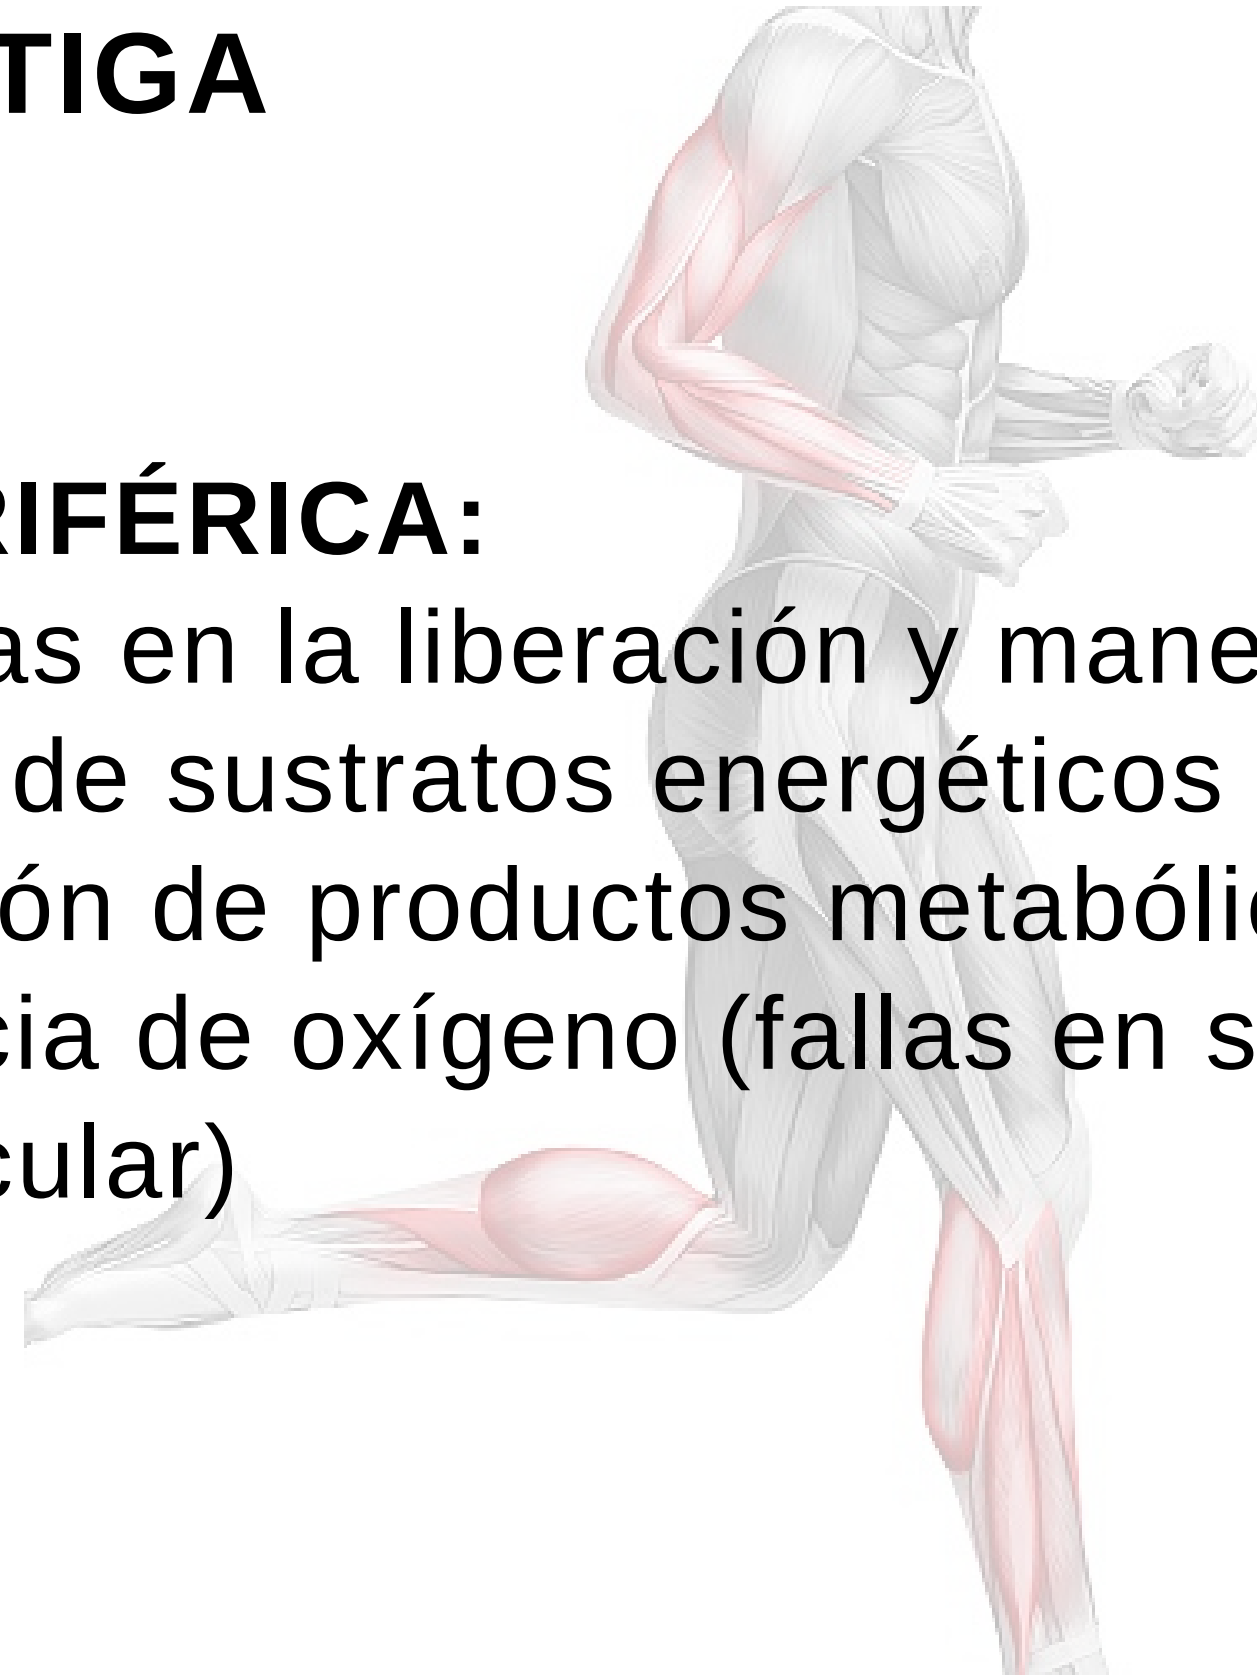 TIGA
RIFÉRICA:
as en la liberación y mane
de sustratos energéticos
ón de productos metabólic
cia de oxígeno (fallas en s
cular)